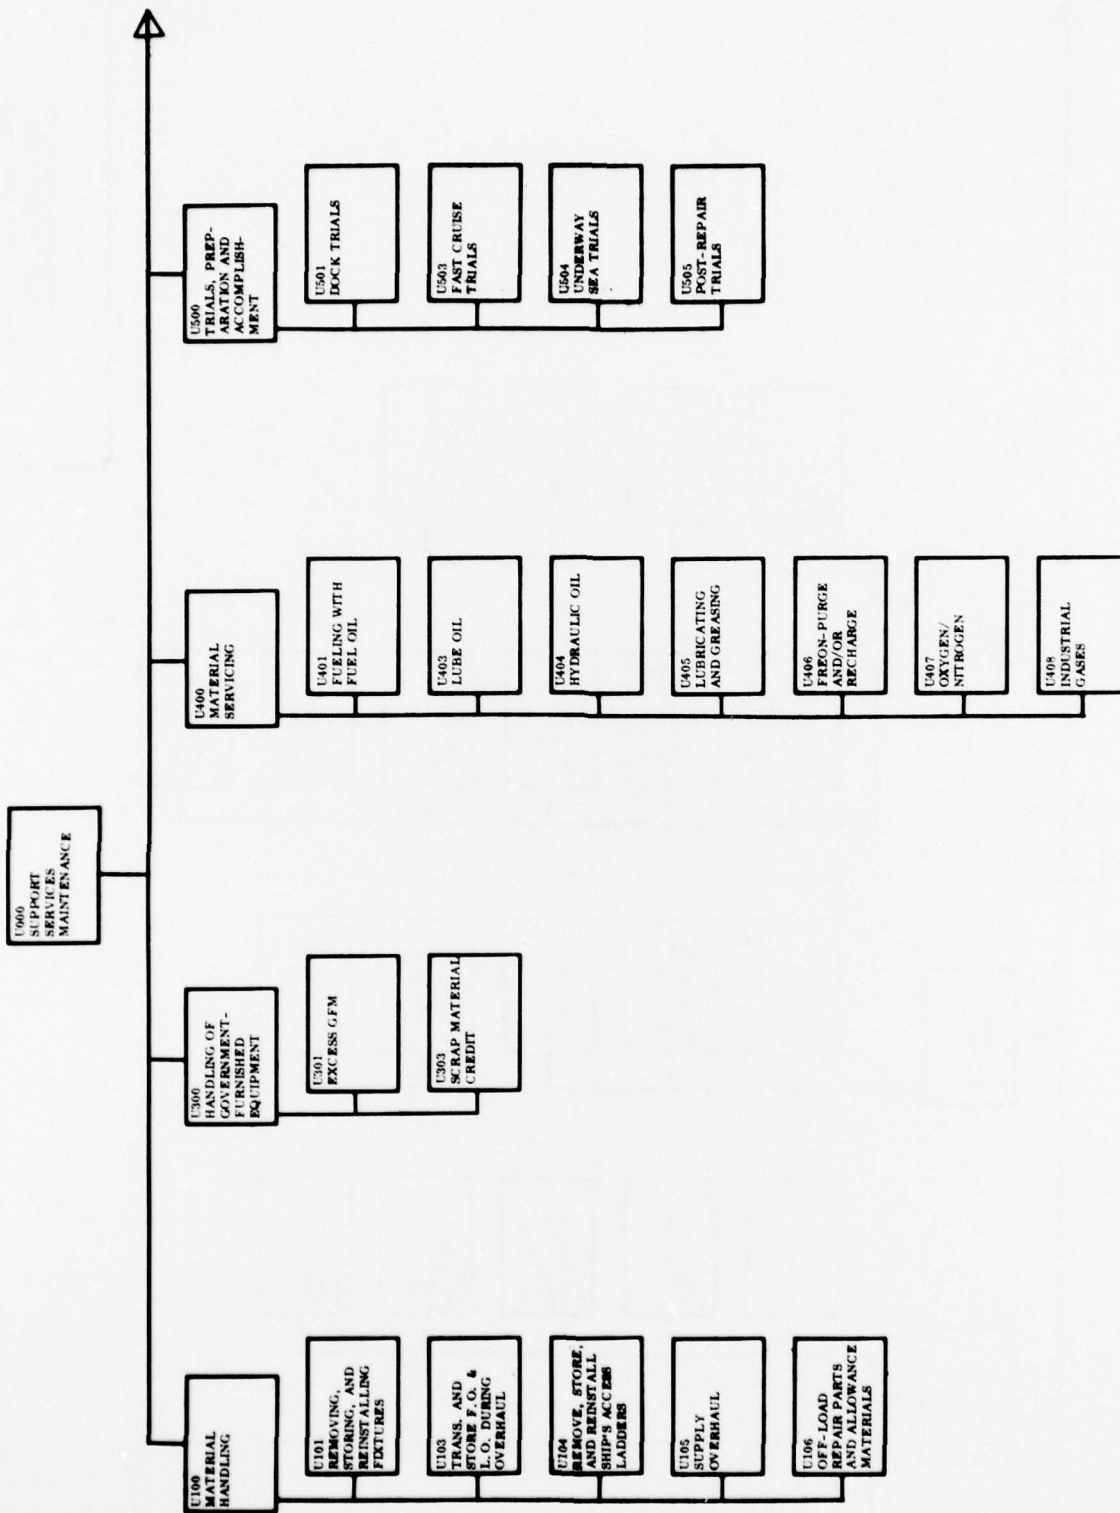 U000
SUPPORT
SERVICES
MAINTENANCE
U100
MATERIAL
HANDLING
U101
REMOVING,
STORING, AND
REINSTALLING
FIXTURES
U103
TRANS. AND
STORE F.O. &
L.O. DURING
OVERHAUL
U104
REMOVE, STORE,
AND REINSTALL
SHIP'S ACCESS
LADDERS
U105
SUPPLY
OVERHAUL
U106
OFF-LOAD
REPAIR PARTS
AND ALLOWANCE
MATERIALS
U300
HANDLING OF
GOVERNMENT-
FURNISHED
EQUIPMENT
U301
EXCESS GFM
U303
SCRAP MATERIAL
CREDIT
U400
MATERIAL
SERVICING
U401
FUELING WITH
FUEL OIL
U403
LUBE OIL
U404
HYDRAULIC OIL
U405
LUBRICATING
AND GREASING
U406
FREON-PURGE
AND/OR
RECHARGE
U407
OXYGEN/
NITROGEN
U408
INDUSTRIAL
GASES
U500
TRIALS, PREP-
ARATION AND
ACCOMPLISH-
MENT
U501
DOCK TRIALS
U503
FAST CRUISE
TRIALS
U504
UNDERWAY
SEA TRIALS
U505
POST-REPAIR
TRIALS